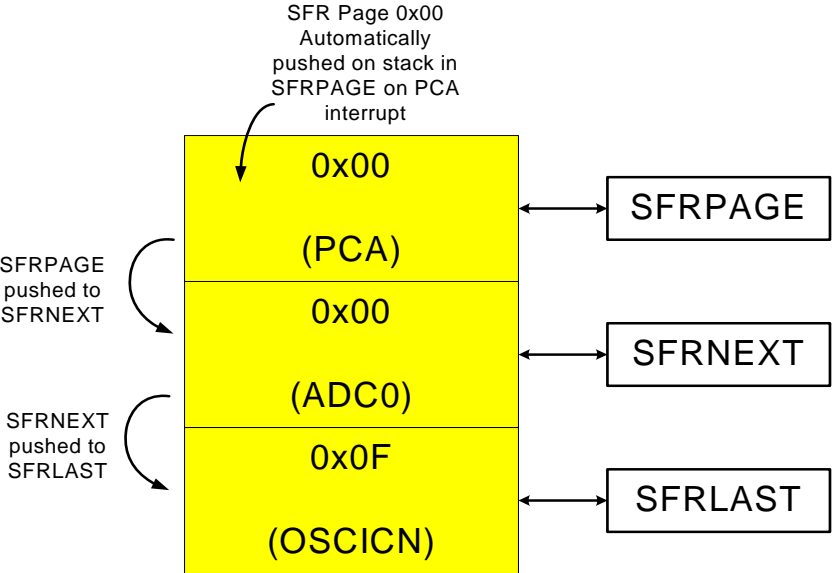 SFR Page 0x00
Automatically
pushed on stack in
SFRPAGE on PCA
interrupt
0x00
(PCA)
SFRPAGE
SFRPAGE
pushed to
SFRNEXT
0x00
(ADC0)
SFRNEXT
SFRNEXT
pushed to
SFRLAST
0x0F
(OSCICN)
SFRLAST